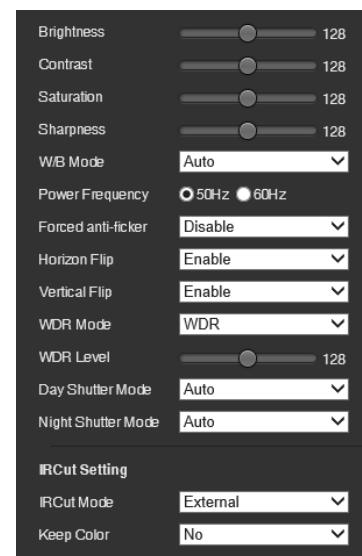 Brightness 128
Contrast 128
Saturation 128
Sharpness 128
W/B Mode Auto
Power Frequency 50Hz 60Hz
Forced anti-ficker Disable
Horizon Flip Enable
Vertical Flip Enable
WDR Mode WDR
WDR Level 128
Day Shutter Mode Auto
Night Shutter Mode Auto
IRCut Setting
IRCut Mode External
Keep Color No